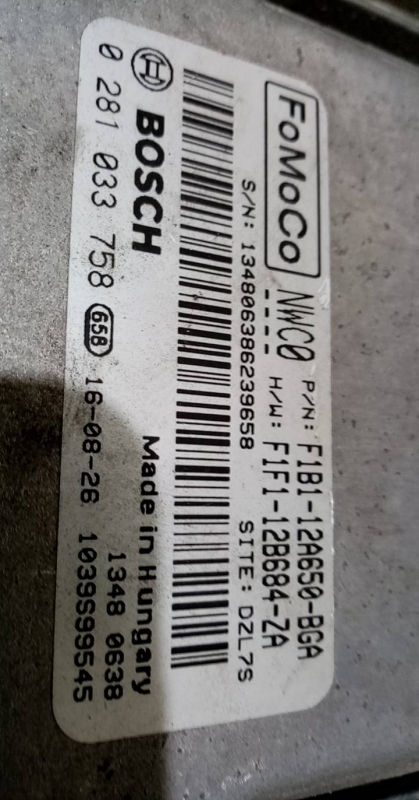 FoMoCo
NWC0
P/N: F1B1-12A650-BGA
----
H/W: F1F1-12B684-ZA
S/N: 134806386239658
SITE: DZL7S
BOSCH
Made in Hungary
1348 0638
0 281 033 758 658 16-08-26 1039S99545